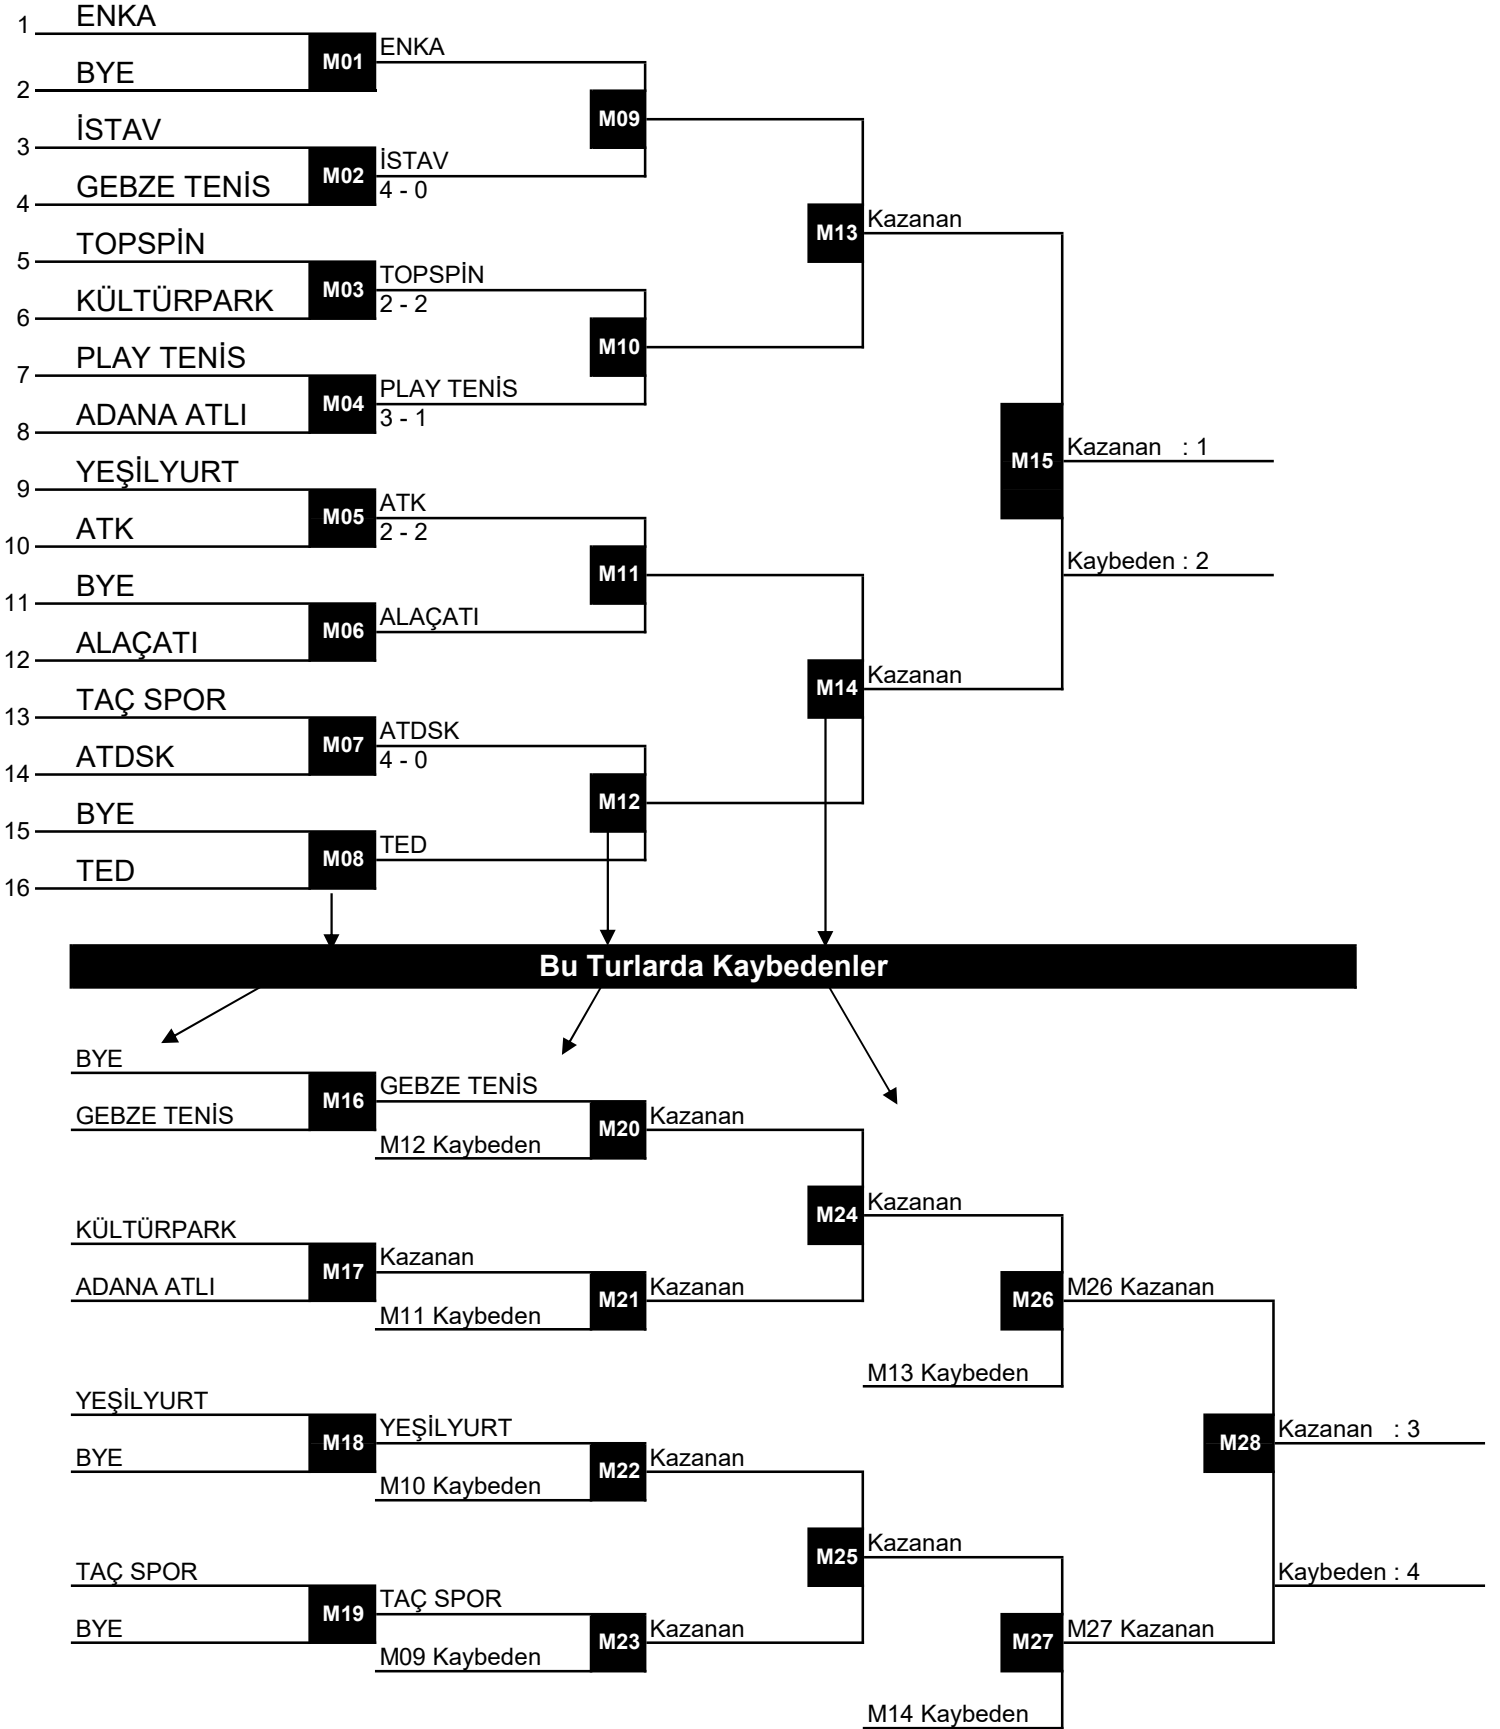 1 ENKA
M01 ENKA
2 BYE
M09
3 İSTAV
M02 İSTAV
4 - 0
4 GEBZE TENİS
M13 Kazanan
5 TOPSPİN
M03 TOPSPİN
2 - 2
6 KÜLTÜRPARK
M10
7 PLAY TENİS
M04 PLAY TENİS
3 - 1
8 ADANA ATLI
M15 Kazanan : 1
9 YEŞİLYURT
M05 ATK
2 - 2
10 ATK
M11
Kaybeden : 2
11 BYE
M06 ALAÇATI
12 ALAÇATI
M14 Kazanan
13 TAÇ SPOR
M07 ATDSK
4 - 0
14 ATDSK
M12
15 BYE
M08 TED
16 TED
Bu Turlarda Kaybedenler
BYE
M16 GEBZE TENİS
GEBZE TENİS
M20 Kazanan
M12 Kaybeden
M24 Kazanan
KÜLTÜRPARK
M17 Kazanan
ADANA ATLI
M21 Kazanan
M26 M26 Kazanan
M11 Kaybeden
M13 Kaybeden
YEŞİLYURT
M18 YEŞİLYURT
M28 Kazanan : 3
BYE
M22 Kazanan
M10 Kaybeden
M25 Kazanan
TAÇ SPOR
Kaybeden : 4
M19 TAÇ SPOR
BYE
M23 Kazanan
M27 M27 Kazanan
M09 Kaybeden
M14 Kaybeden